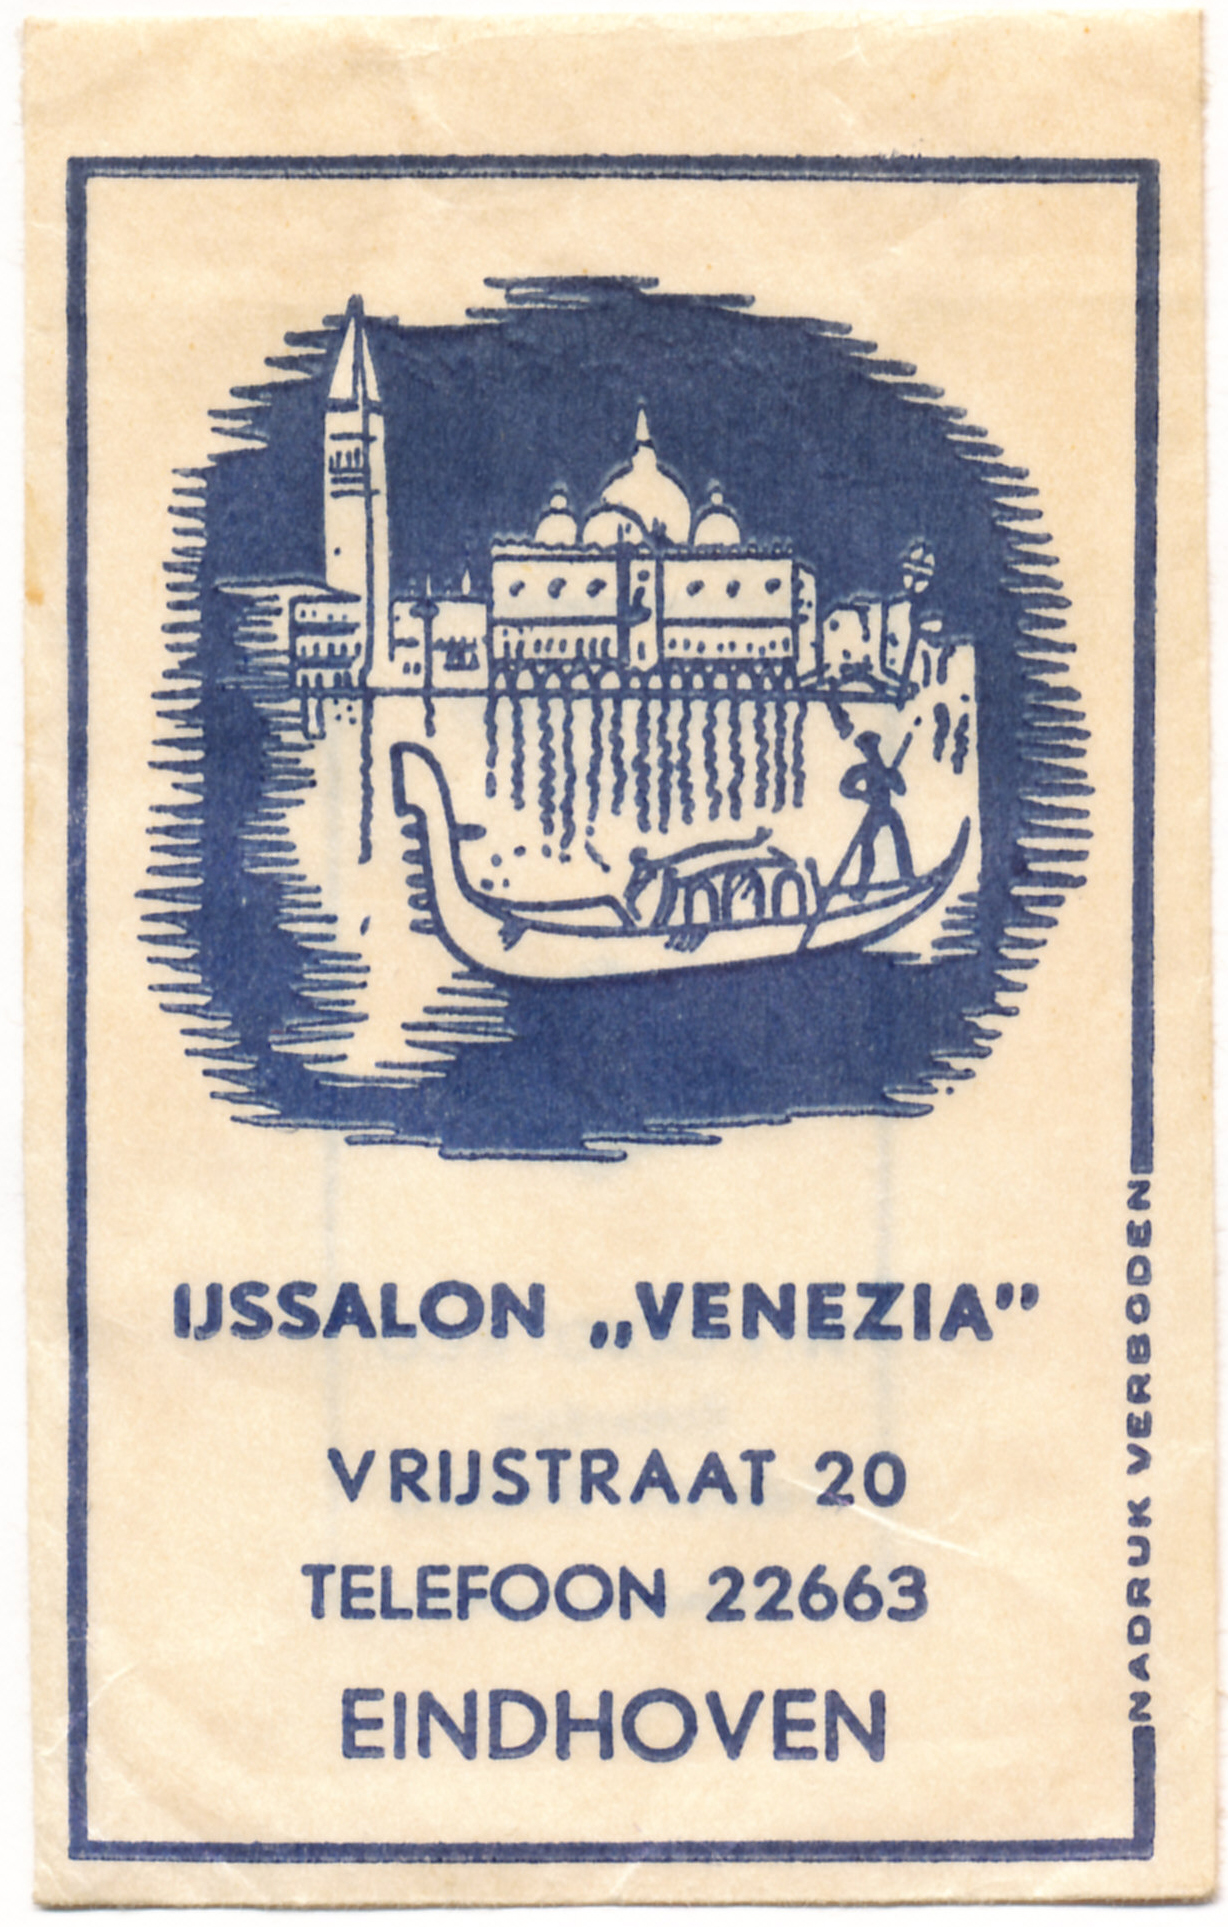 IJSSALON „VENEZIA”
VRIJSTRAAT 20
TELEFOON 22663
EINDHOVEN
NADRUK VERBODEN